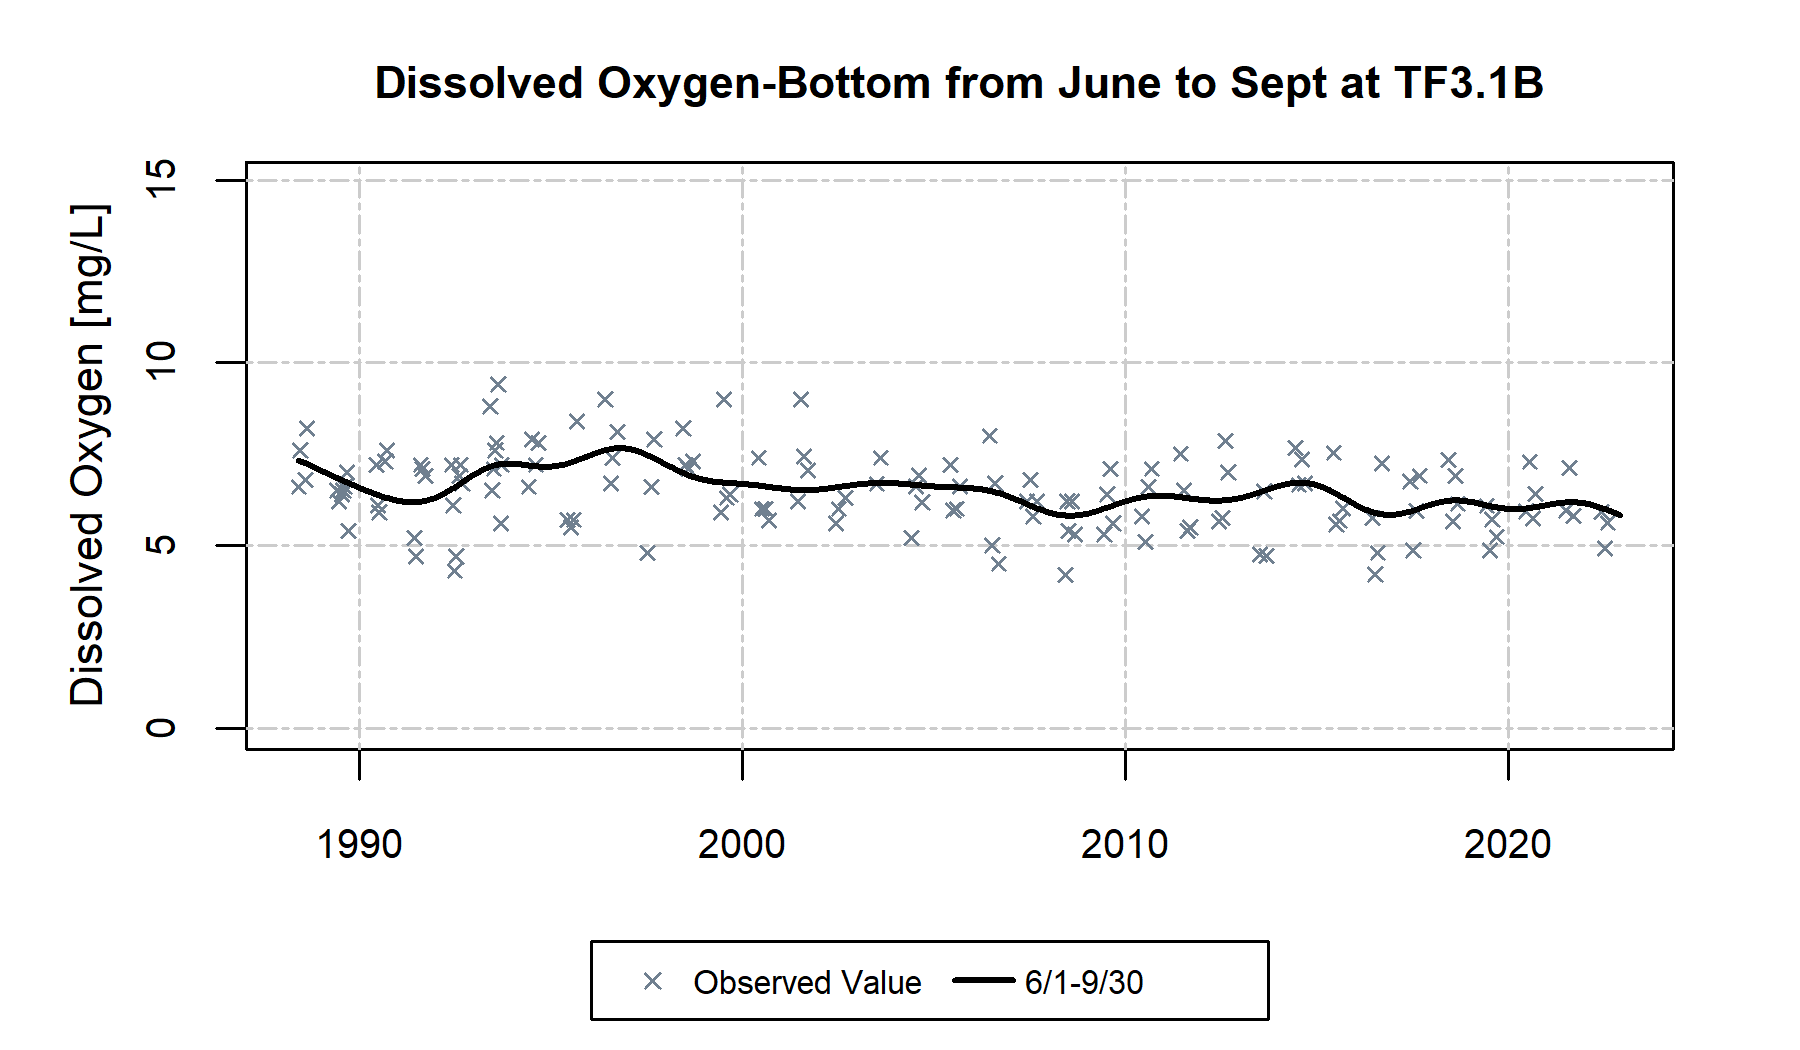 Dissolved Oxygen-Bottom from June to Sept at TF3.1B
Dissolved Oxygen [mg/L]
15
10
5
0
1990 2000 2010 2020
Observed Value 6/1-9/30